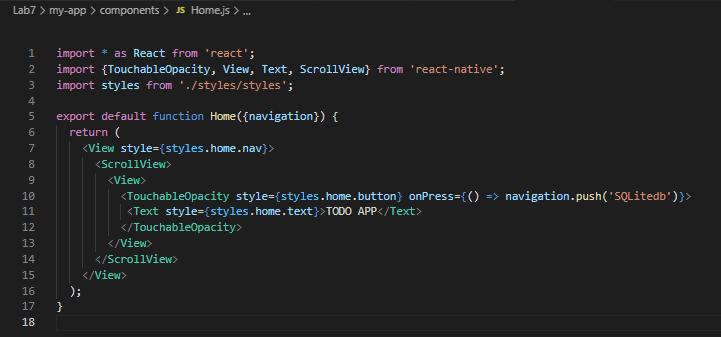 Lab7 > my-app > components > JS Home.js > ...
1 import * as React from 'react';
2 import {TouchableOpacity, View, Text, ScrollView} from 'react-native';
3 import styles from './styles/styles';
4
5 export default function Home({navigation}) {
6   return (
7     <View style={styles.home.nav}>
8       <ScrollView>
9         <View>
10           <TouchableOpacity style={styles.home.button} onPress={() => navigation.push('SQLitedb')}>
11            <Text style={styles.home.text}>TODO APP</Text>
12           </TouchableOpacity>
13         </View>
14       </ScrollView>
15     </View>
16   );
17 }
18